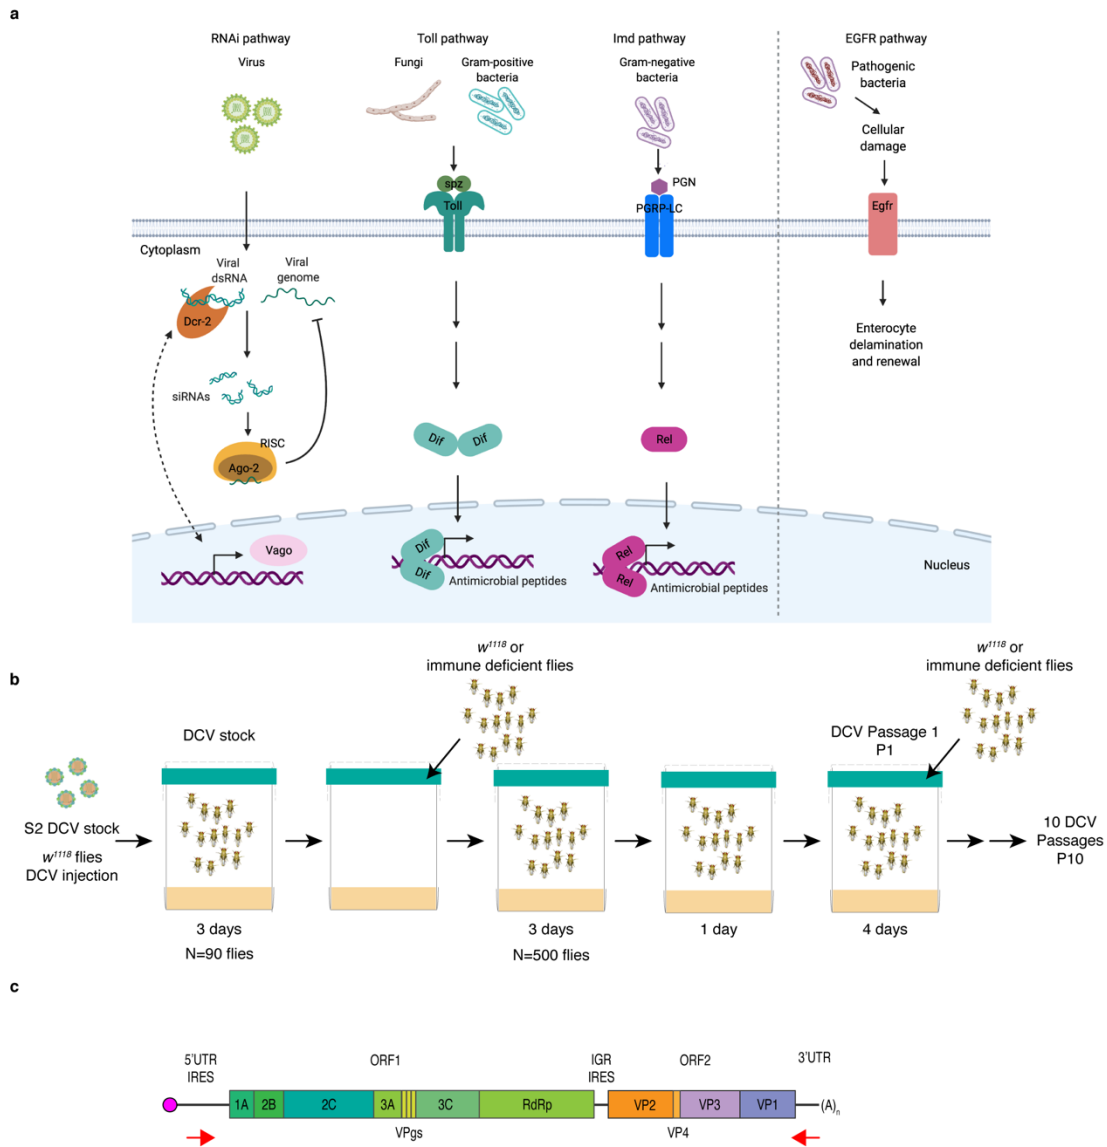 a
RNAi pathway
Virus
Toll pathway
Fungi
Gram-positive
bacteria
Imd pathway
Gram-negative
bacteria
EGFR pathway
Pathogenic
bacteria
Cellular
damage
spz
Toll
PGN
PGRP-LC
Egfr
Cytoplasm
Viral
dsRNA
Viral
genome
Dcr-2
siRNAs
RISC
Ago-2
Enterocyte
delamination
and renewal
Dif
Dif
Rel
Vago
Dif
Dif
Antimicrobial peptides
Rel
Rel
Antimicrobial peptides
Nucleus
b
w1118 or
immune deficient flies
w1118 or
immune deficient flies
DCV stock
DCV Passage 1
P1
S2 DCV stock
w1118 flies
DCV injection
10 DCV
Passages
P10
3 days
N=90 flies
3 days
N=500 flies
1 day
4 days
c
5'UTR
IRES
ORF1
IGR
IRES
ORF2
3'UTR
1A
2B
2C
3A
3C
RdRp
VP2
VP3
VP1
(A)n
VPgs
VP4